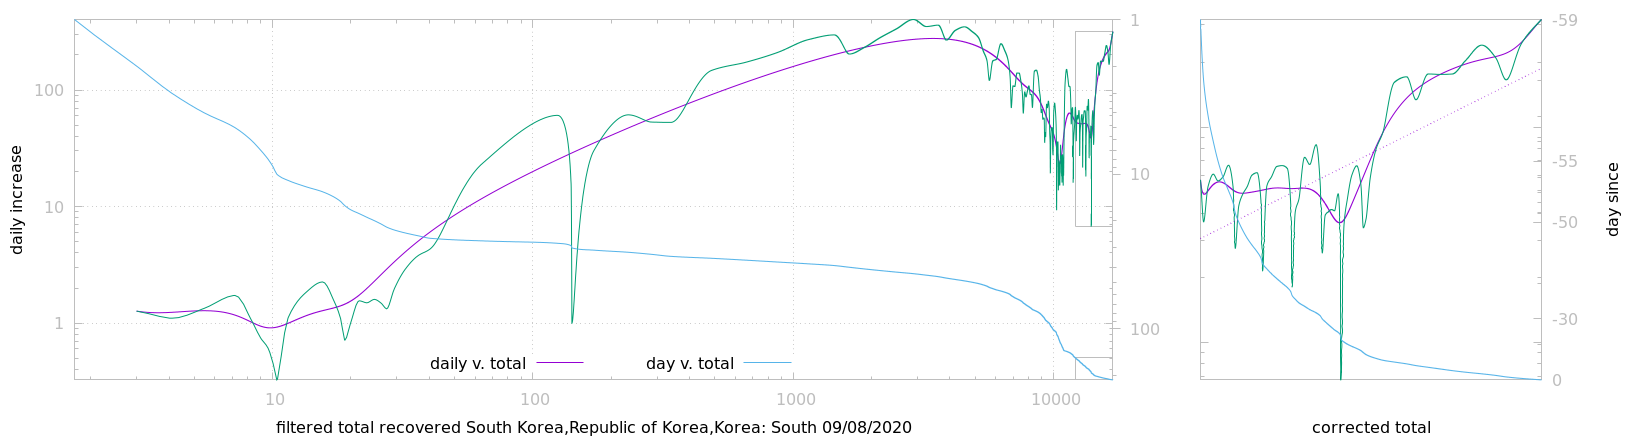 daily increase
100
10
1
10
100
1000
10000
1
10
100
daily v. total
day v. total
filtered total recovered South Korea,Republic of Korea,Korea: South 09/08/2020
-59
-55
-50
-30
0
day since
corrected total